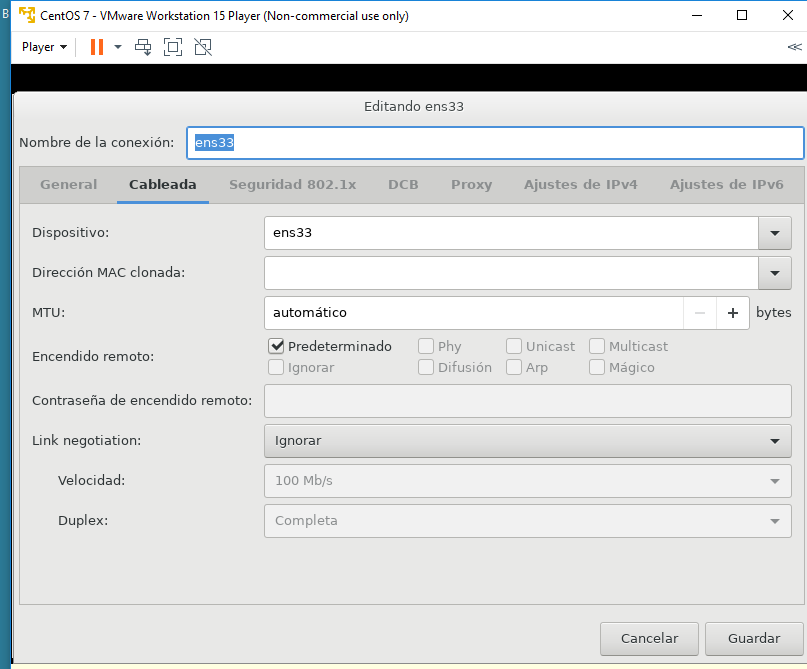 B
CentOS 7 - VMware Workstation 15 Player (Non-commercial use only)
Player
<<
Editando ens33
Nombre de la conexión: ens33
General Cableada Seguridad 802.1x DCB Proxy Ajustes de IPv4 Ajustes de IPv6
Dispositivo: ens33
Dirección MAC clonada:
MTU: automático − + bytes
Encendido remoto:
Predeterminado Phy Unicast Multicast
Ignorar Difusión Arp Mágico
Contraseña de encendido remoto:
Link negotiation: Ignorar
Velocidad: 100 Mb/s
Duplex: Completa
Cancelar Guardar